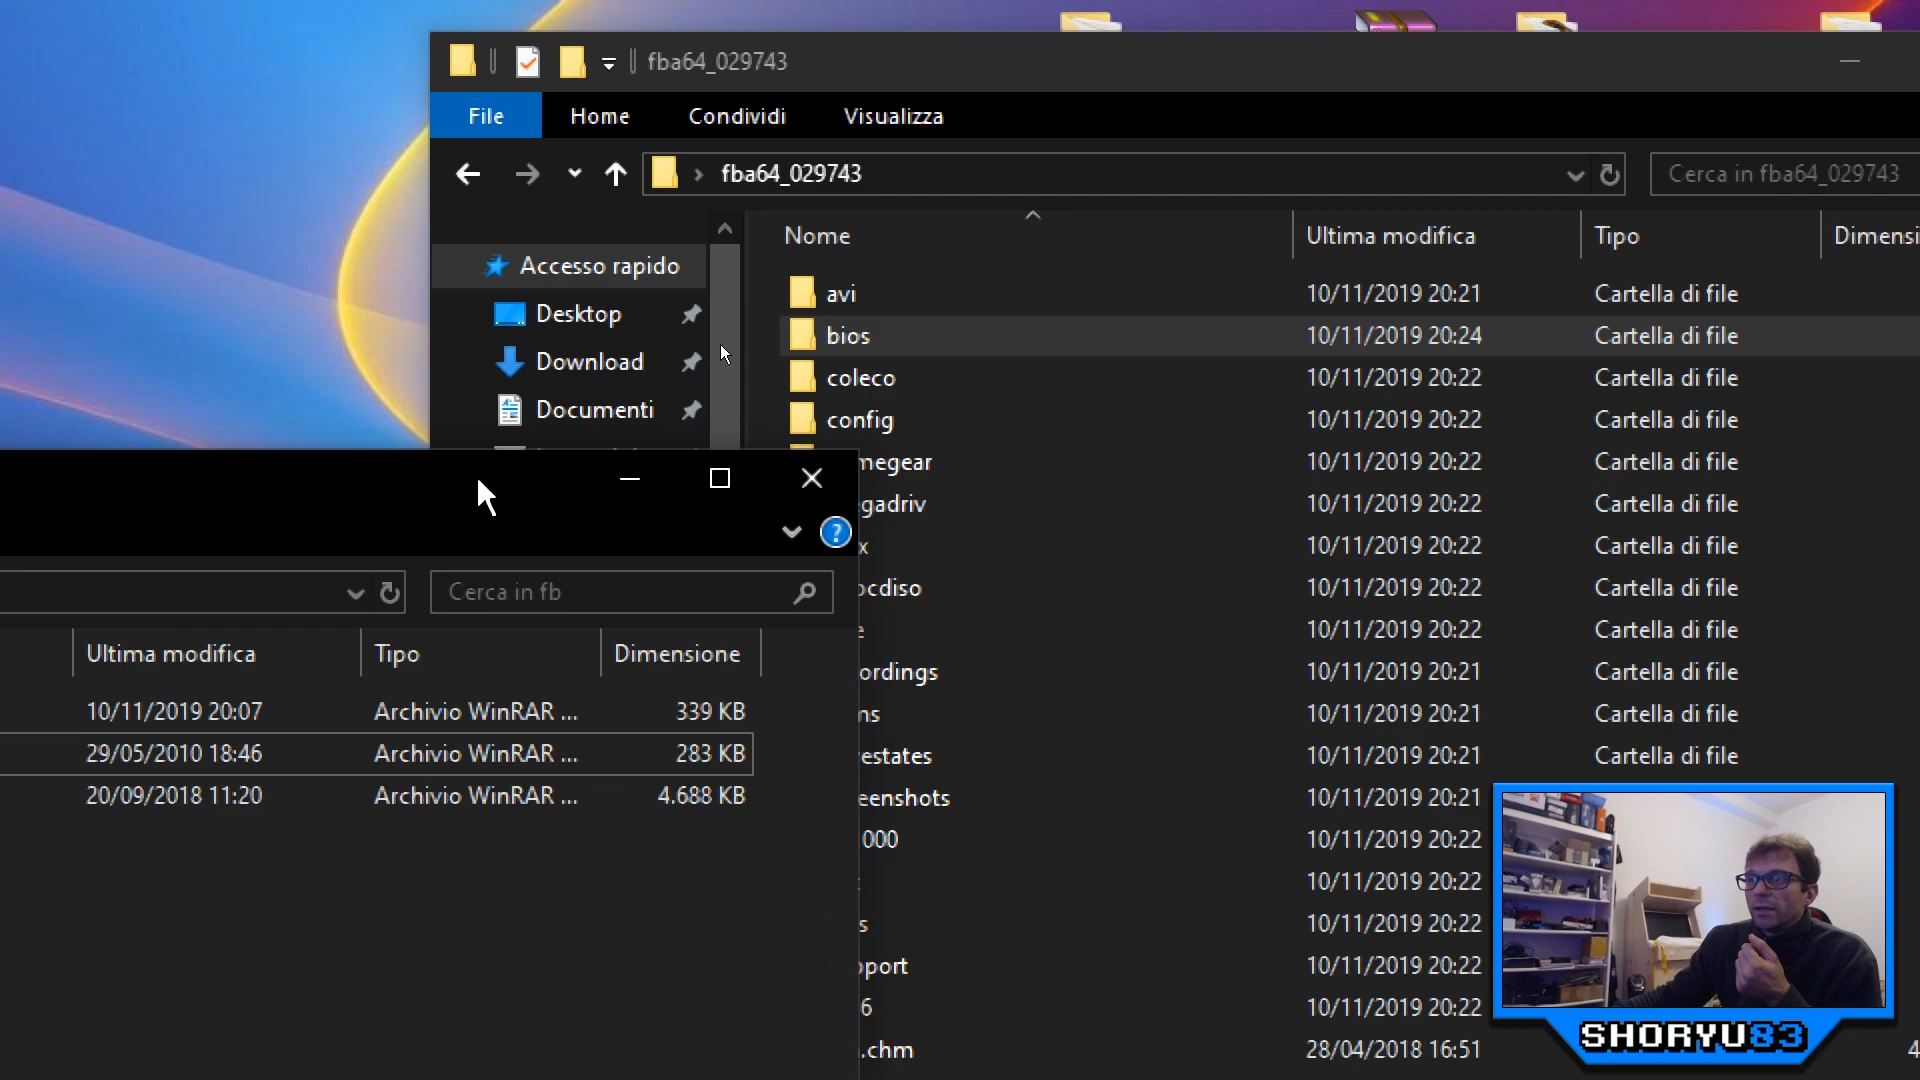 fba64_029743
File Home Condividi Visualizza
fba64_029743
Cerca in fba64_029743
Nome Ultima modifica Tipo Dimensi
Accesso rapido
Desktop
Download
Documenti
avi 10/11/2019 20:21 Cartella di file
bios 10/11/2019 20:24 Cartella di file
coleco 10/11/2019 20:22 Cartella di file
config 10/11/2019 20:22 Cartella di file
megear 10/11/2019 20:22 Cartella di file
gadriv 10/11/2019 20:22 Cartella di file
x 10/11/2019 20:22 Cartella di file
ocdiso 10/11/2019 20:22 Cartella di file
e 10/11/2019 20:22 Cartella di file
ordings 10/11/2019 20:21 Cartella di file
ns 10/11/2019 20:21 Cartella di file
estates 10/11/2019 20:21 Cartella di file
eenshots 10/11/2019 20:21
000 10/11/2019 20:22
10/11/2019 20:22
s 10/11/2019 20:22
pport 10/11/2019 20:22
6 10/11/2019 20:22
.chm 28/04/2018 16:51 4
Cerca in fb
Ultima modifica Tipo Dimensione
10/11/2019 20:07 Archivio WinRAR ... 339 KB
29/05/2010 18:46 Archivio WinRAR ... 283 KB
20/09/2018 11:20 Archivio WinRAR ... 4.688 KB
SHORYU83